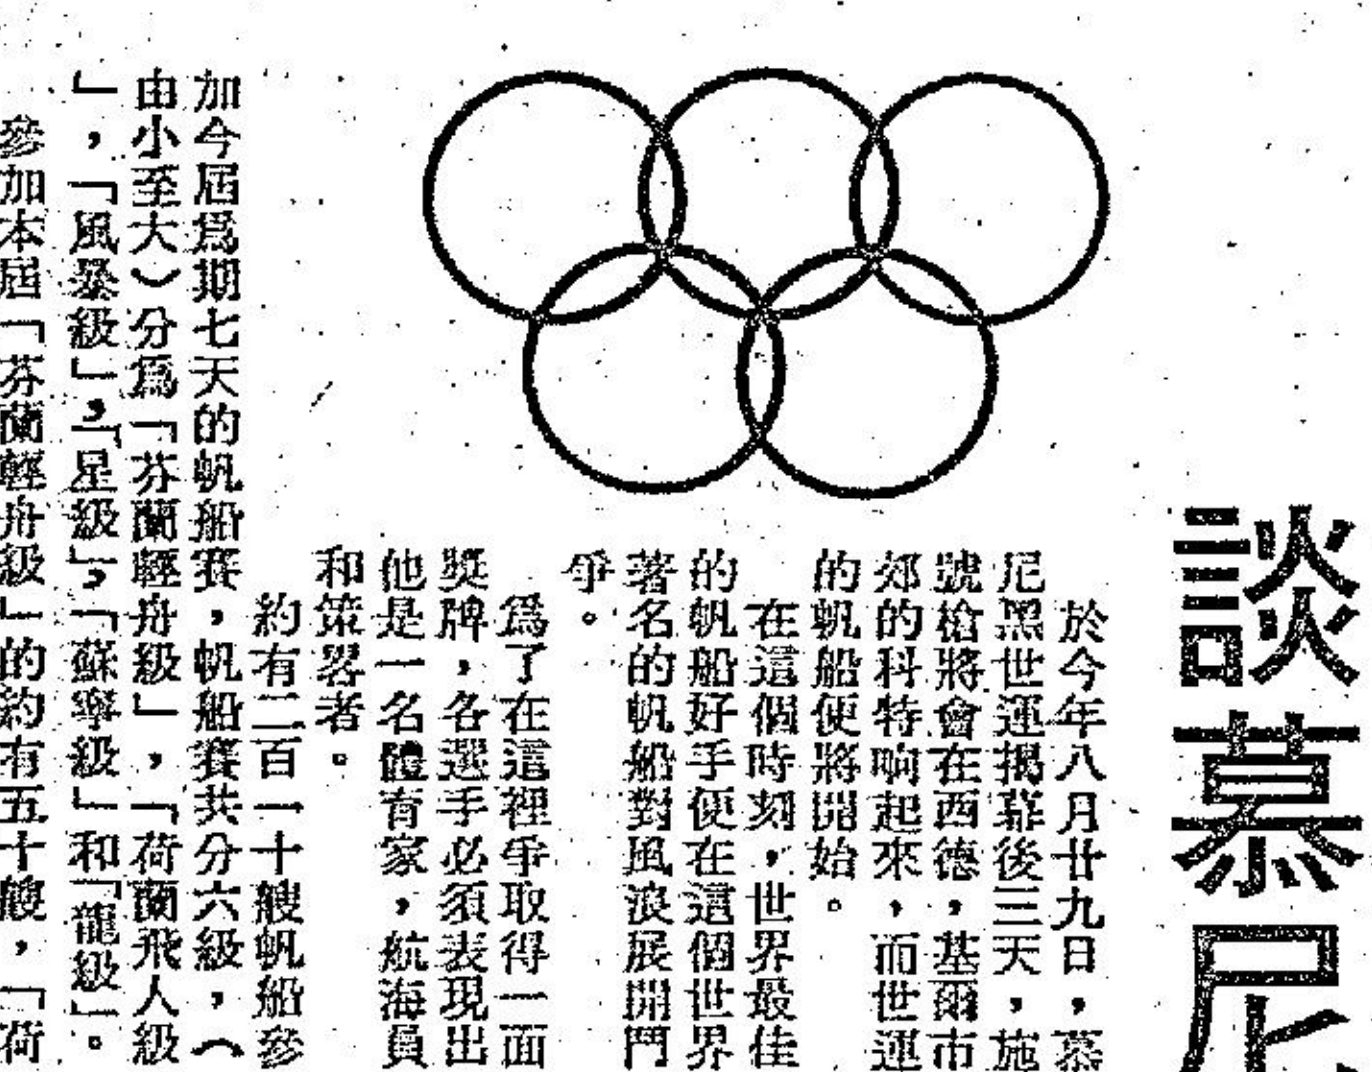 談慕尼
於今年八月廿九日，慕
尼黑世運揭幕後三天，施
號槍將會在西德，基爾市
郊的科特响起來，而世運
的帆船便將開始。
在這個時刻，世界最佳
的帆船好手便在這個世界
著名的帆船對風浪展開鬥
爭。
爲了在這裡爭取得一面
獎牌，各選手必須表現出
他是一名體育家，航海員
和策畧者。
約有二百一十艘帆船參
加今屆爲期七天的帆船賽，帆船賽共分六級，（
由小至大）分爲「芬蘭輕舟級」，「荷蘭飛人級
」，「風暴級」，「星級」，「蘇寧級」和「龍級」。
參加本屆「芬蘭輕舟級」的約有五十艘，「荷